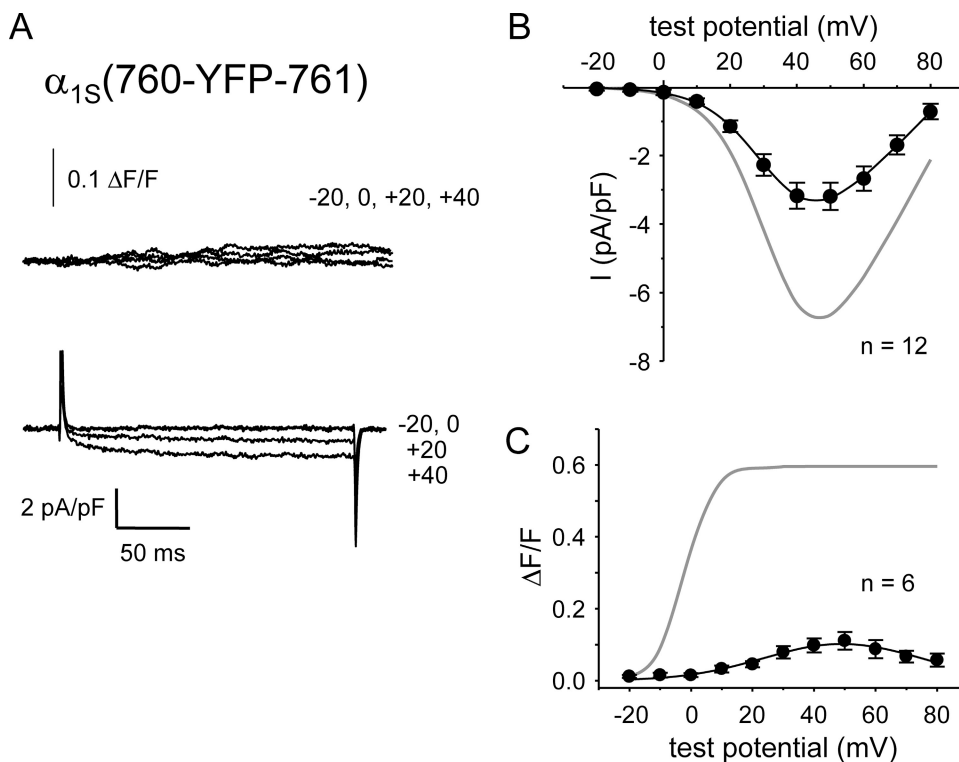 A
α1S(760-YFP-761)
0.1 ΔF/F
-20, 0, +20, +40
-20, 0
+20
+40
2 pA/pF
50 ms
B
test potential (mV)
-20 0 20 40 60 80
-2
-4
-6
-8
I (pA/pF)
n = 12
C
0.6
0.4
0.2
0.0
ΔF/F
n = 6
-20 0 20 40 60 80
test potential (mV)